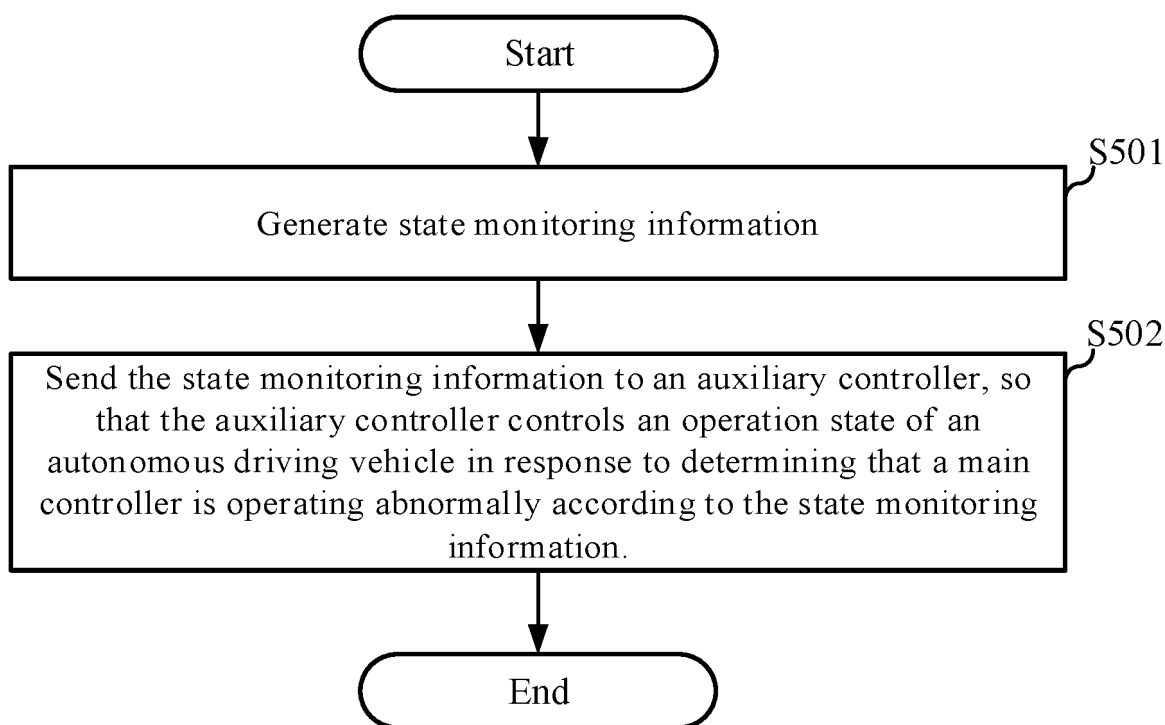 Start
S501
Generate state monitoring information
S502
Send the state monitoring information to an auxiliary controller, so
that the auxiliary controller controls an operation state of an
autonomous driving vehicle in response to determining that a main
controller is operating abnormally according to the state monitoring
information.
End